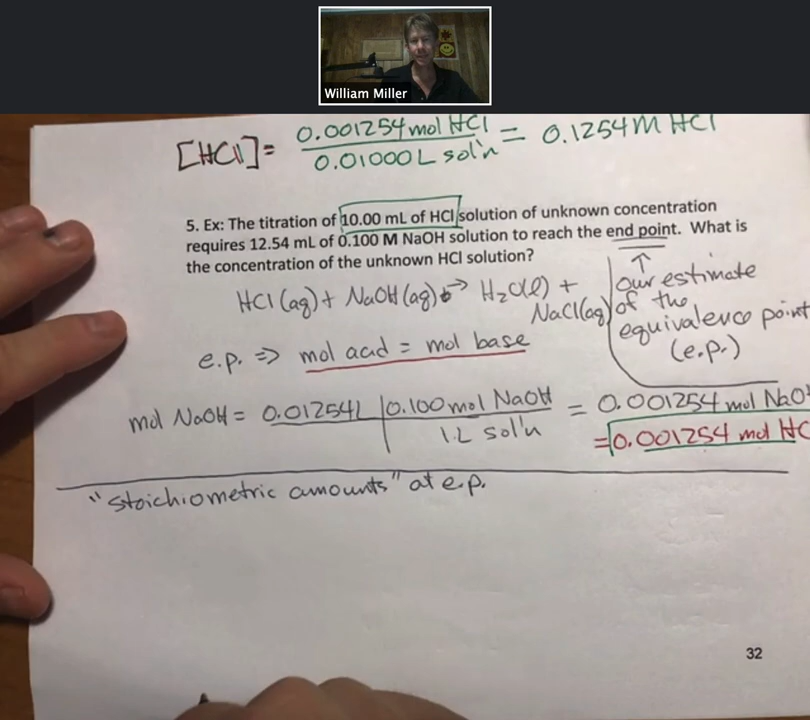 William Miller
[HCl] = 0.001254 mol HCl / 0.01000 L sol'n = 0.1254 M HCl
5. Ex: The titration of 10.00 mL of HCl solution of unknown concentration
requires 12.54 mL of 0.100 M NaOH solution to reach the end point. What is
the concentration of the unknown HCl solution?
HCl(aq) + NaOH(aq) → H2O(l) +
NaCl(aq)
↑
our estimate
of the
equivalence point
(e.p.)
e.p. ⇒ mol acid = mol base
mol NaOH = 0.01254L | 0.100 mol NaOH / 1 L sol'n = 0.001254 mol NaO
= 0.001254 mol HC
"stoichiometric amounts" at e.p.
32